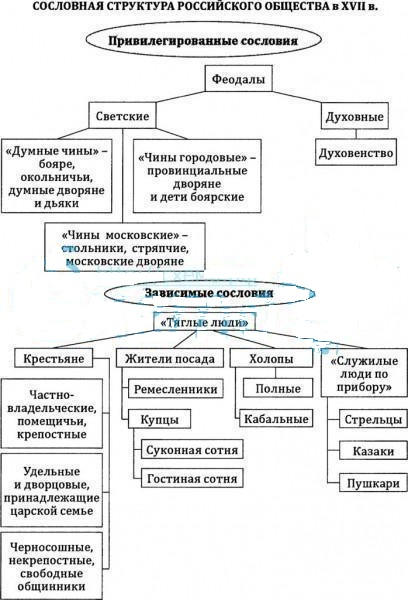 СОСЛОВНАЯ СТРУКТУРА РОССИЙСКОГО ОБЩЕСТВА в XVII в.
Привилегированные сословия
Феодалы
Светские
Духовные
«Думные чины» –
бояре,
окольничьи,
думные дворяне
и дьяки
«Чины городовые» –
провинциальные
дворяне
и дети боярские
Духовенство
«Чины московские» –
стольники, стряпчие,
московские дворяне
Зависимые сословия
«Тяглые люди»
Крестьяне
Частно-
владельческие,
помещичьи,
крепостные
Удельные
и дворцовые,
принадлежащие
царской семье
Черносошные,
некрепостные,
свободные
общинники
Жители посада
Ремесленники
Купцы
Суконная сотня
Гостиная сотня
Холопы
Полные
Кабальные
«Служилые
люди по
прибору»
Стрельцы
Казаки
Пушкари